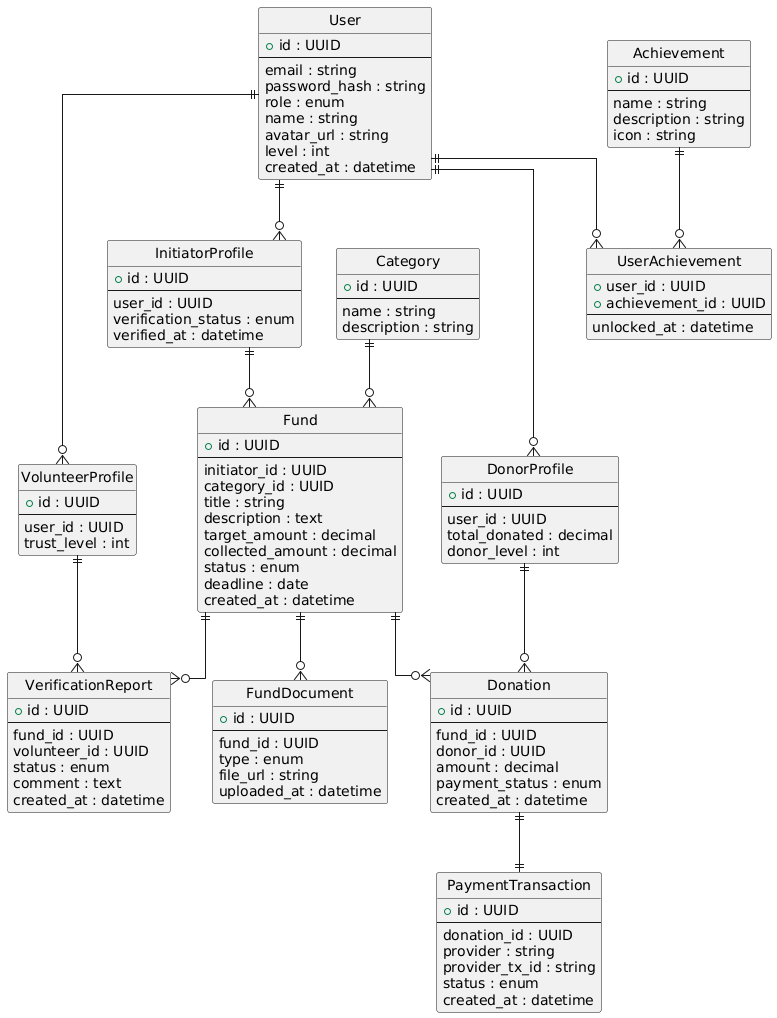 User
id : UUID
email : string
password_hash : string
role : enum
name : string
avatar_url : string
level : int
created_at : datetime
Achievement
id : UUID
name : string
description : string
icon : string
InitiatorProfile
id : UUID
user_id : UUID
verification_status : enum
verified_at : datetime
Category
id : UUID
name : string
description : string
UserAchievement
user_id : UUID
achievement_id : UUID
unlocked_at : datetime
Fund
id : UUID
initiator_id : UUID
category_id : UUID
title : string
description : text
target_amount : decimal
collected_amount : decimal
status : enum
deadline : date
created_at : datetime
VolunteerProfile
id : UUID
user_id : UUID
trust_level : int
DonorProfile
id : UUID
user_id : UUID
total_donated : decimal
donor_level : int
VerificationReport
id : UUID
fund_id : UUID
volunteer_id : UUID
status : enum
comment : text
created_at : datetime
FundDocument
id : UUID
fund_id : UUID
type : enum
file_url : string
uploaded_at : datetime
Donation
id : UUID
fund_id : UUID
donor_id : UUID
amount : decimal
payment_status : enum
created_at : datetime
PaymentTransaction
id : UUID
donation_id : UUID
provider : string
provider_tx_id : string
status : enum
created_at : datetime